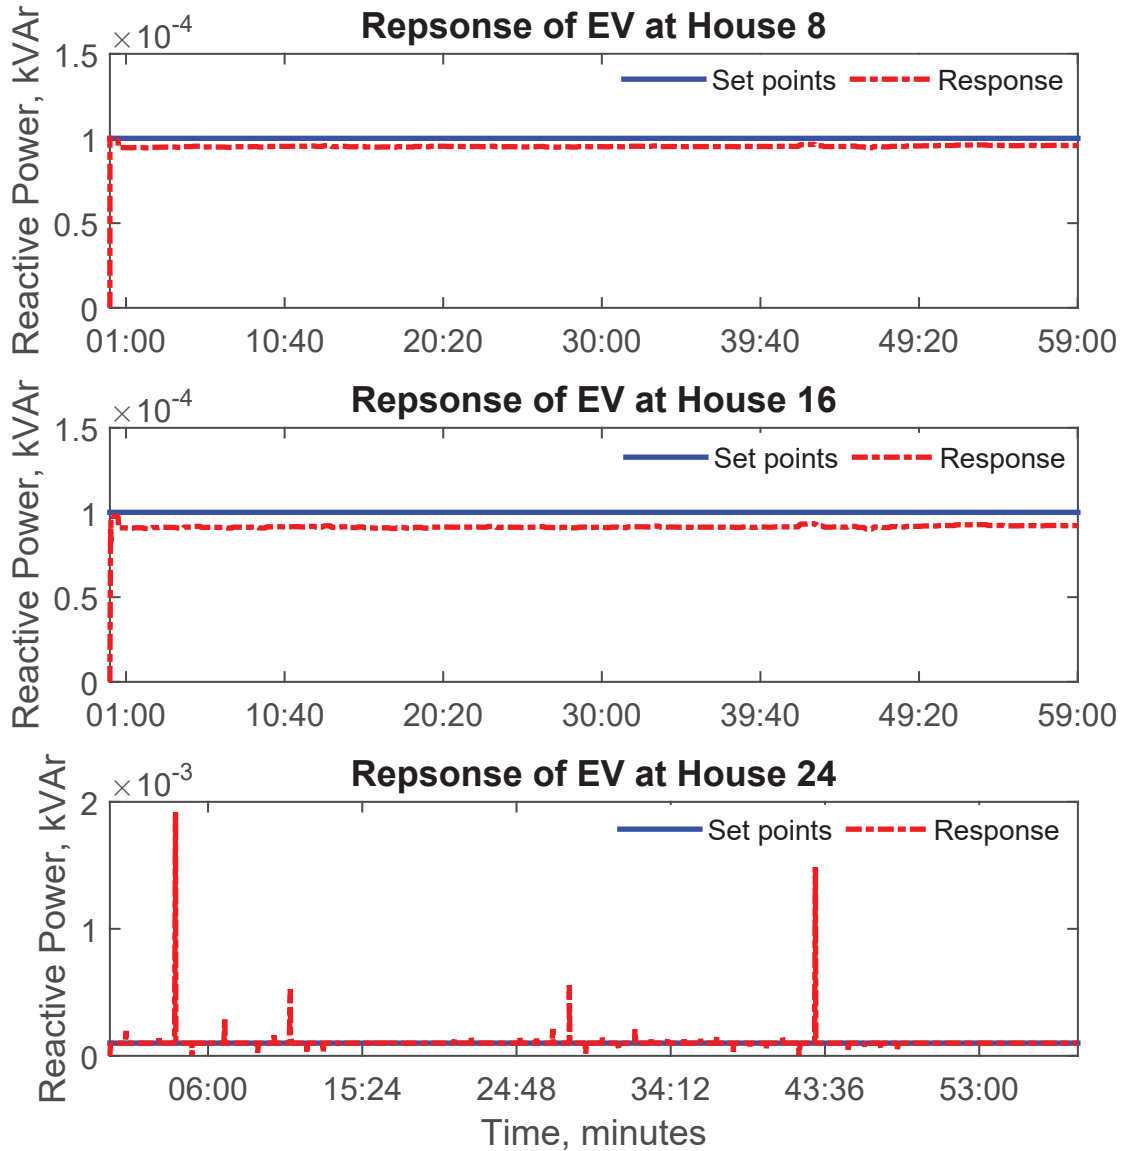 Repsonse of EV at House 8
×10-4
Reactive Power, kVAr
1.5
1
0.5
0
Set points
Response
01:00 10:40 20:20 30:00 39:40 49:20 59:00
Repsonse of EV at House 16
×10-4
Reactive Power, kVAr
1.5
1
0.5
0
Set points
Response
01:00 10:40 20:20 30:00 39:40 49:20 59:00
Repsonse of EV at House 24
×10-3
Reactive Power, kVAr
2
1
0
Set points
Response
06:00 15:24 24:48 34:12 43:36 53:00
Time, minutes